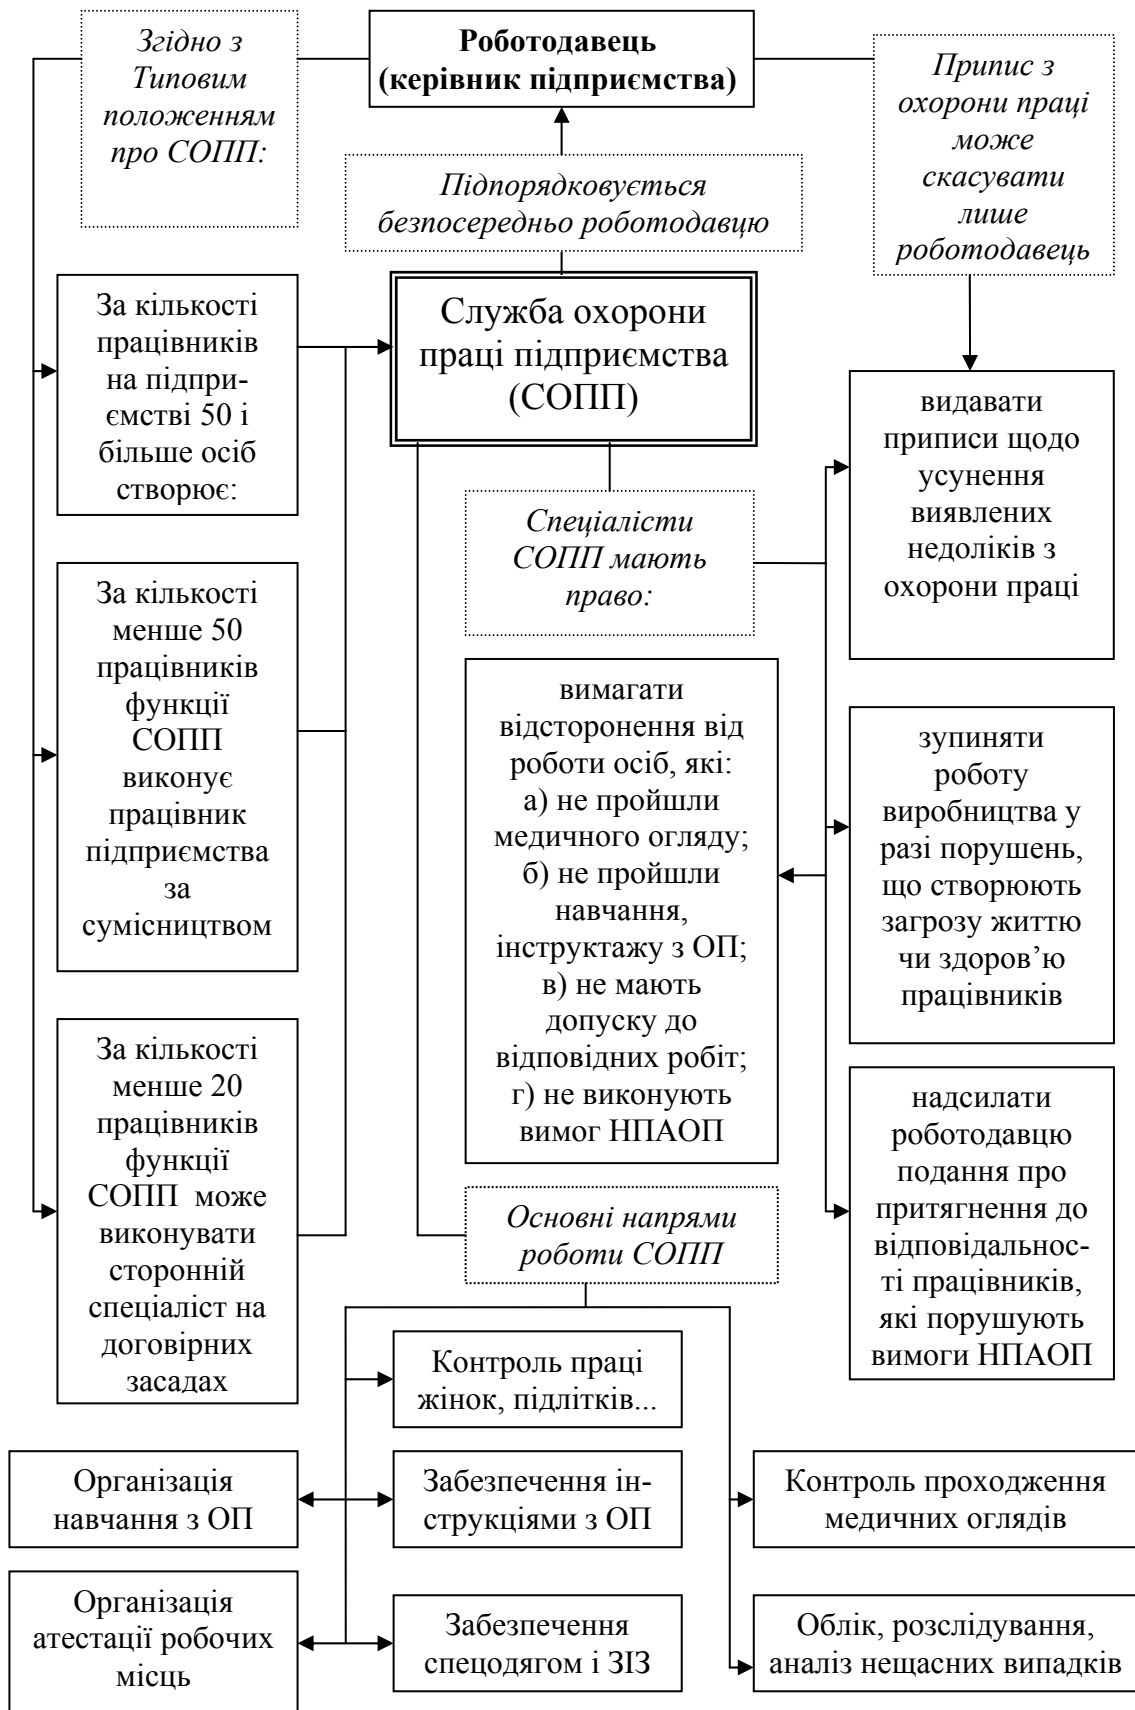 Згідно з
Типовим
положенням
про СОПП:
Роботодавець
(керівник підприємства)
Припис з
охорони праці
може
скасувати
лише
роботодавець
Підпорядковується
безпосередньо роботодавцю
За кількості
працівників
на підпри-
ємстві 50 і
більше осіб
створює:
Служба охорони
праці підприємства
(СОПП)
видавати
приписи щодо
усунення
виявлених
недоліків з
охорони праці
Спеціалісти
СОПП мають
право:
За кількості
менше 50
працівників
функції
СОПП
виконує
працівник
підприємства
за
сумісництвом
вимагати
відсторонення від
роботи осіб, які:
а) не пройшли
медичного огляду;
б) не пройшли
навчання,
інструктажу з ОП;
в) не мають
допуску до
відповідних робіт;
г) не виконують
вимог НПАОП
зупиняти
роботу
виробництва у
разі порушень,
що створюють
загрозу життю
чи здоров’ю
працівників
За кількості
менше 20
працівників
функції
СОПП може
виконувати
сторонній
спеціаліст на
договірних
засадах
надсилати
роботодавцю
подання про
притягнення до
відповідальнос-
ті працівників,
які порушують
вимоги НПАОП
Основні напрями
роботи СОПП
Контроль праці
жінок, підлітків...
Організація
навчання з ОП
Забезпечення ін-
струкціями з ОП
Контроль проходження
медичних оглядів
Організація
атестації робочих
місць
Забезпечення
спецодягом і ЗІЗ
Облік, розслідування,
аналіз нещасних випадків